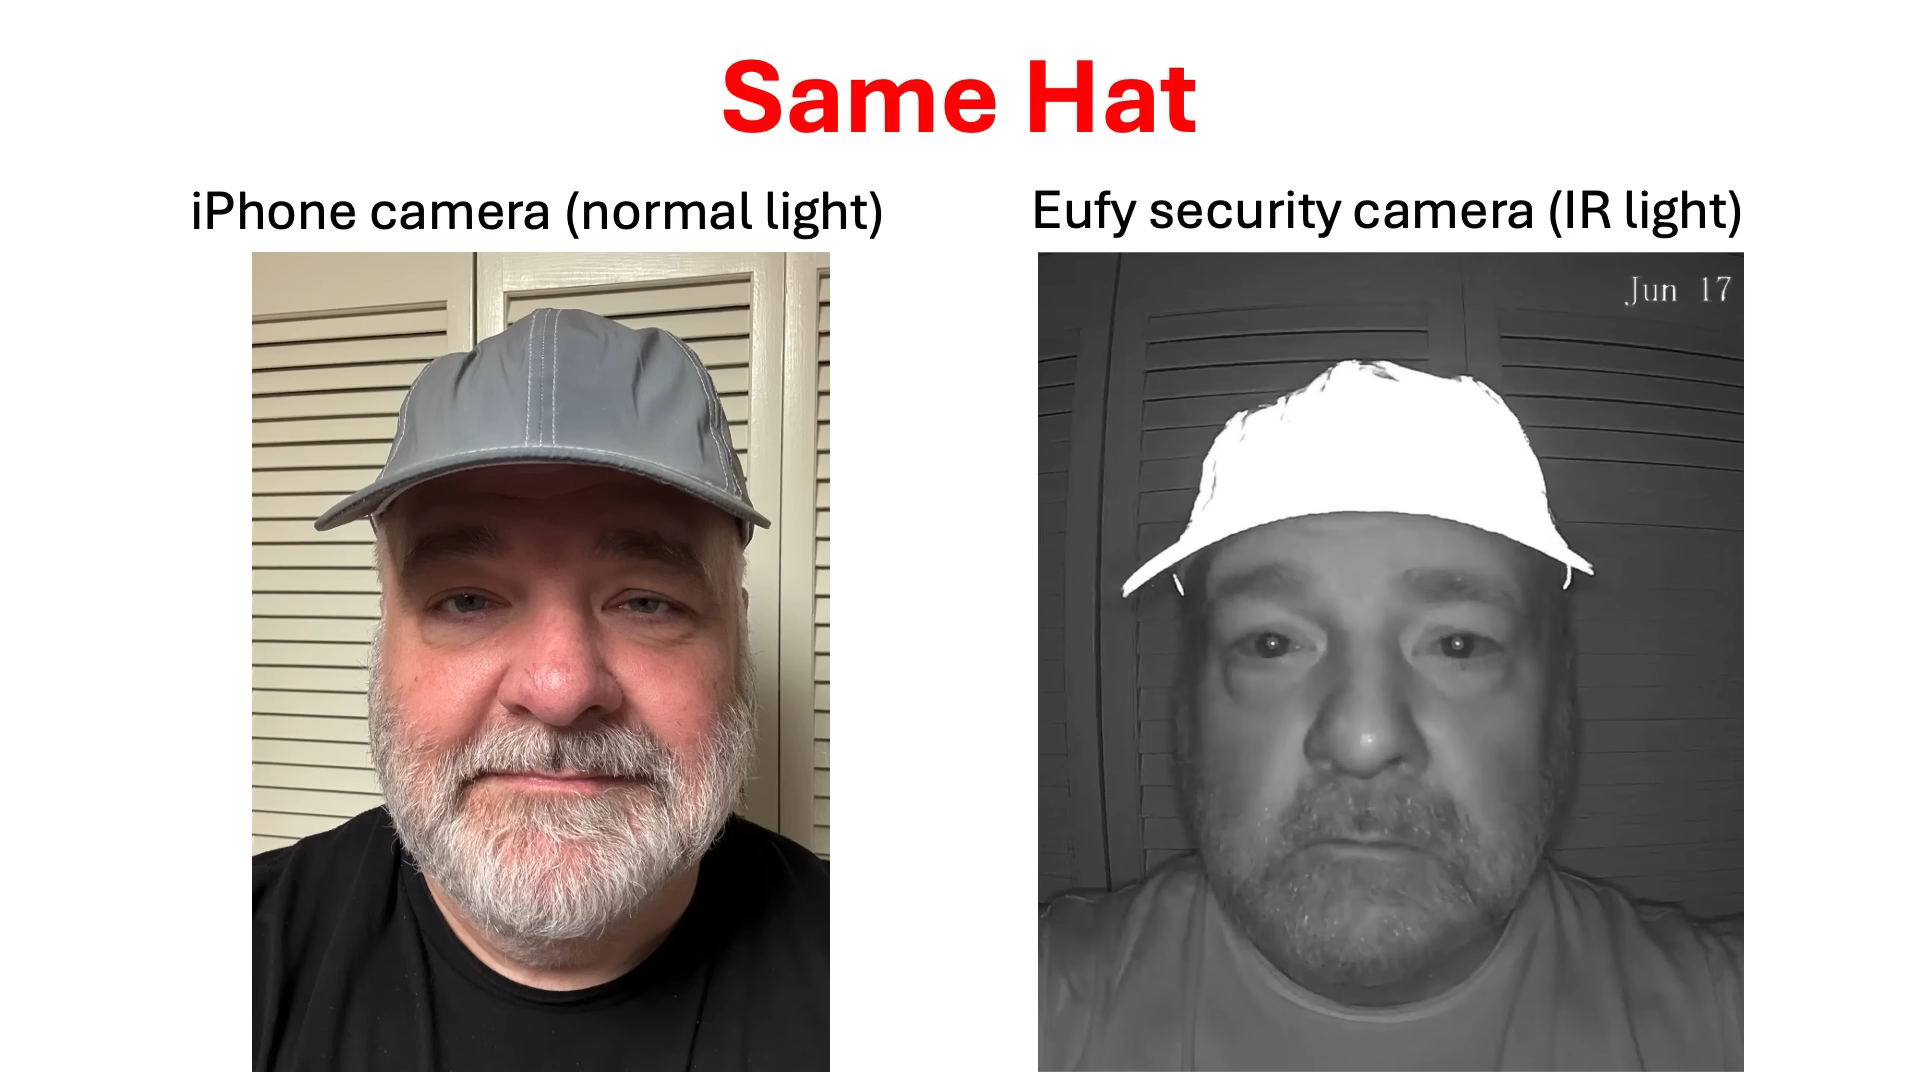 Same Hat
iPhone camera (normal light)
Eufy security camera (IR light)
Jun 17